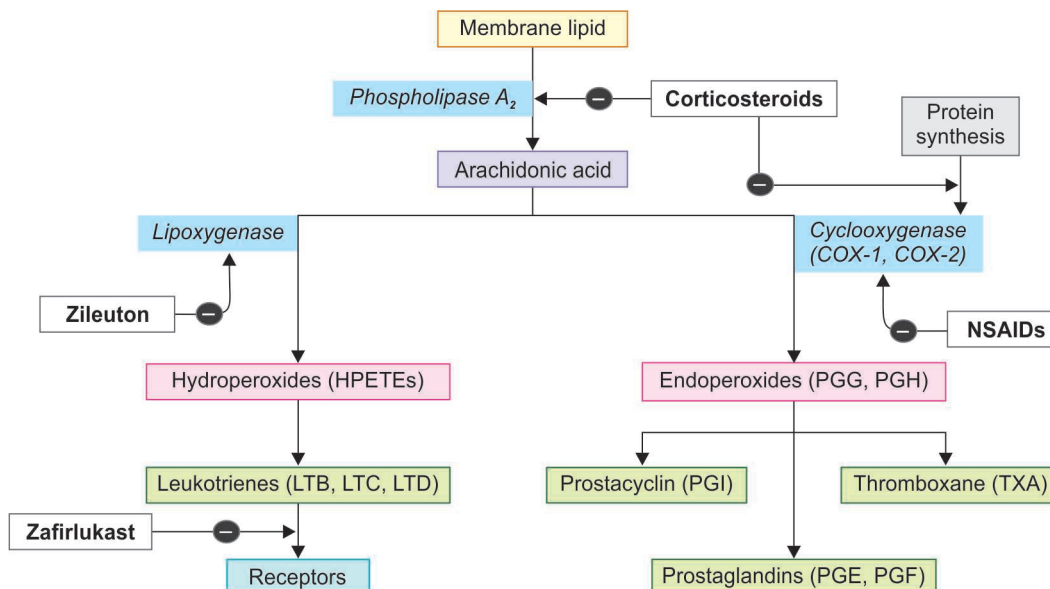 Membrane lipid
Phospholipase A2
−
Corticosteroids
Protein
synthesis
Arachidonic acid
−
Lipoxygenase
Cyclooxygenase
(COX-1, COX-2)
Zileuton
−
−
NSAIDs
Hydroperoxides (HPETEs)
Endoperoxides (PGG, PGH)
Leukotrienes (LTB, LTC, LTD)
Prostacyclin (PGI)
Thromboxane (TXA)
Zafirlukast
−
Receptors
Prostaglandins (PGE, PGF)